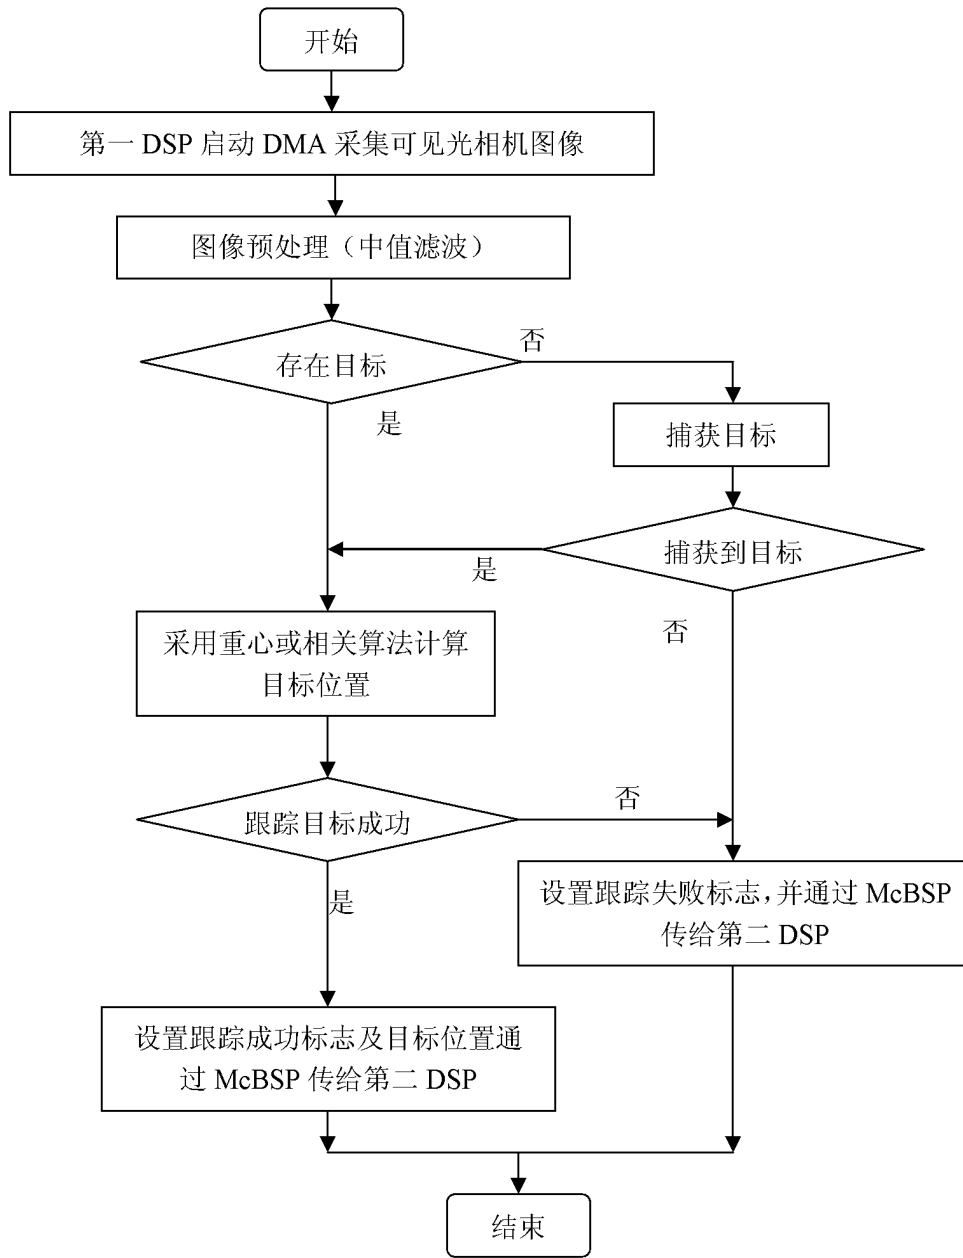 开始
第一 DSP 启动 DMA 采集可见光相机图像
图像预处理（中值滤波）
存在目标
否
是
捕获目标
捕获到目标
是
否
采用重心或相关算法计算
目标位置
跟踪目标成功
否
是
设置跟踪失败标志，并通过 McBSP
传给第二 DSP
设置跟踪成功标志及目标位置通
过 McBSP 传给第二 DSP
结束